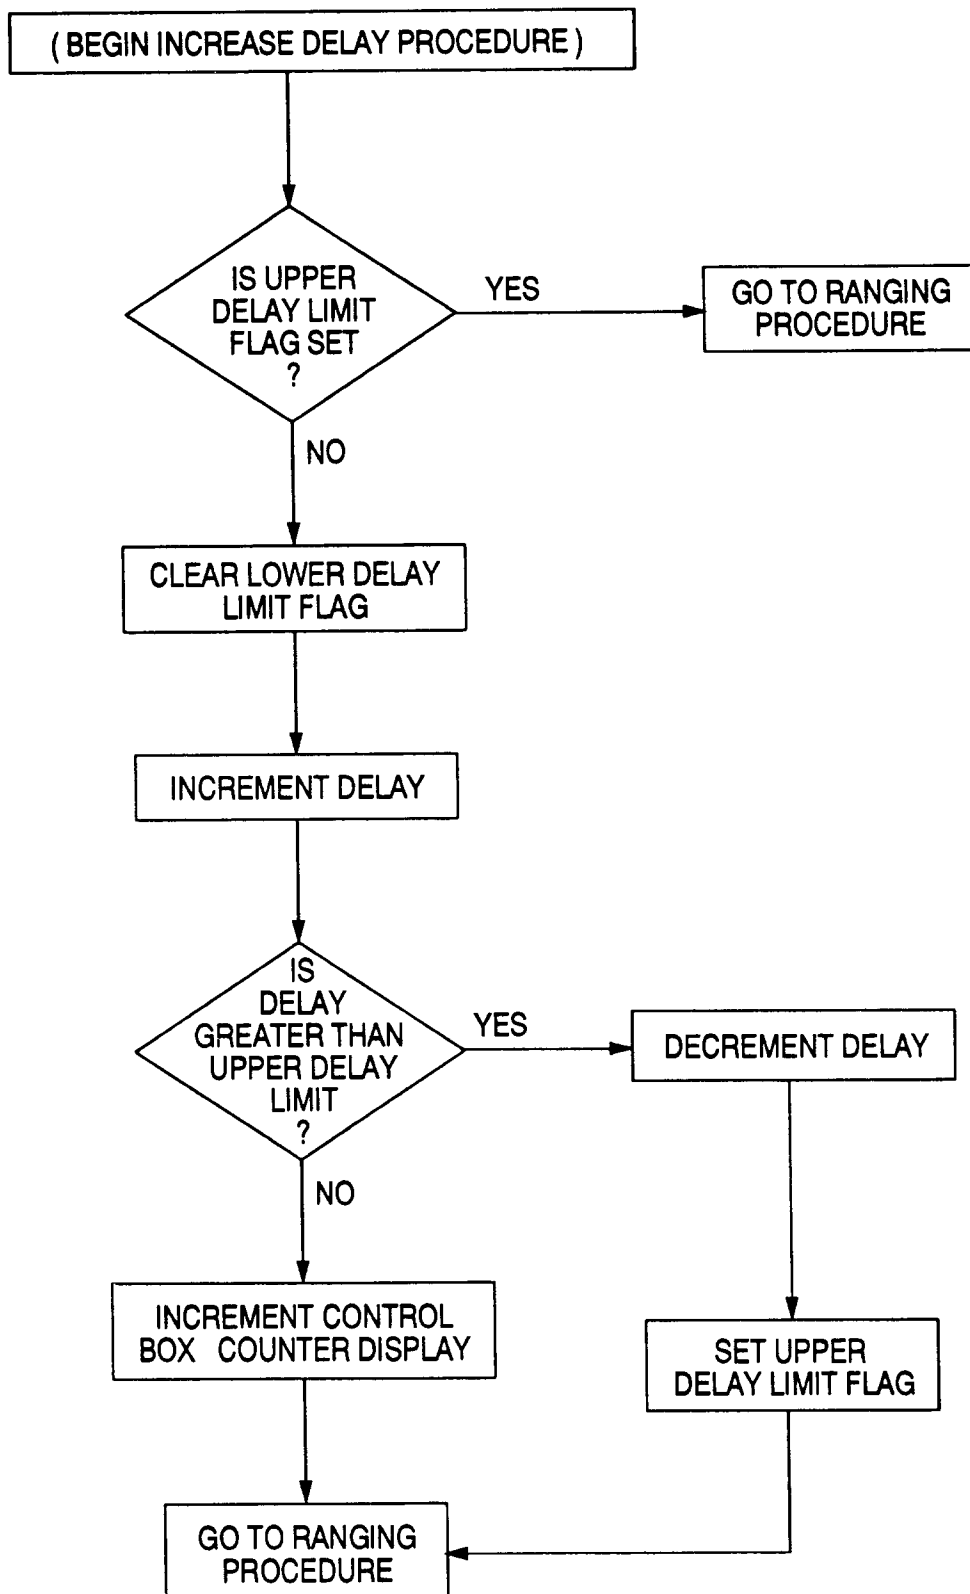 ( BEGIN INCREASE DELAY PROCEDURE )
IS UPPER
DELAY LIMIT
FLAG SET
?
YES
GO TO RANGING
PROCEDURE
NO
CLEAR LOWER DELAY
LIMIT FLAG
INCREMENT DELAY
IS
DELAY
GREATER THAN
UPPER DELAY
LIMIT
?
YES
DECREMENT DELAY
NO
INCREMENT CONTROL
BOX COUNTER DISPLAY
SET UPPER
DELAY LIMIT FLAG
GO TO RANGING
PROCEDURE